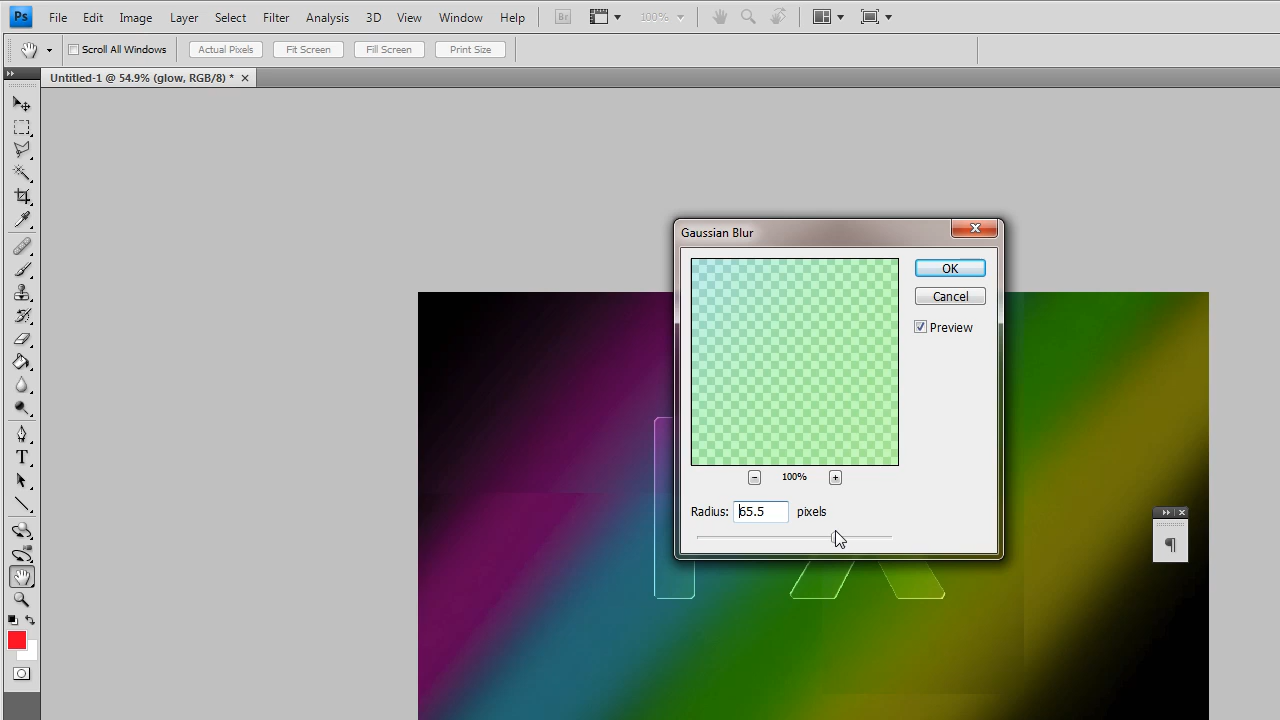 Ps File Edit Image Layer Select Filter Analysis 3D View Window Help Br 100%
Scroll All Windows Actual Pixels Fit Screen Fill Screen Print Size
Untitled-1 @ 54.9% (glow, RGB/8) *
Gaussian Blur
OK
Cancel
Preview
100%
Radius: 65.5 pixels